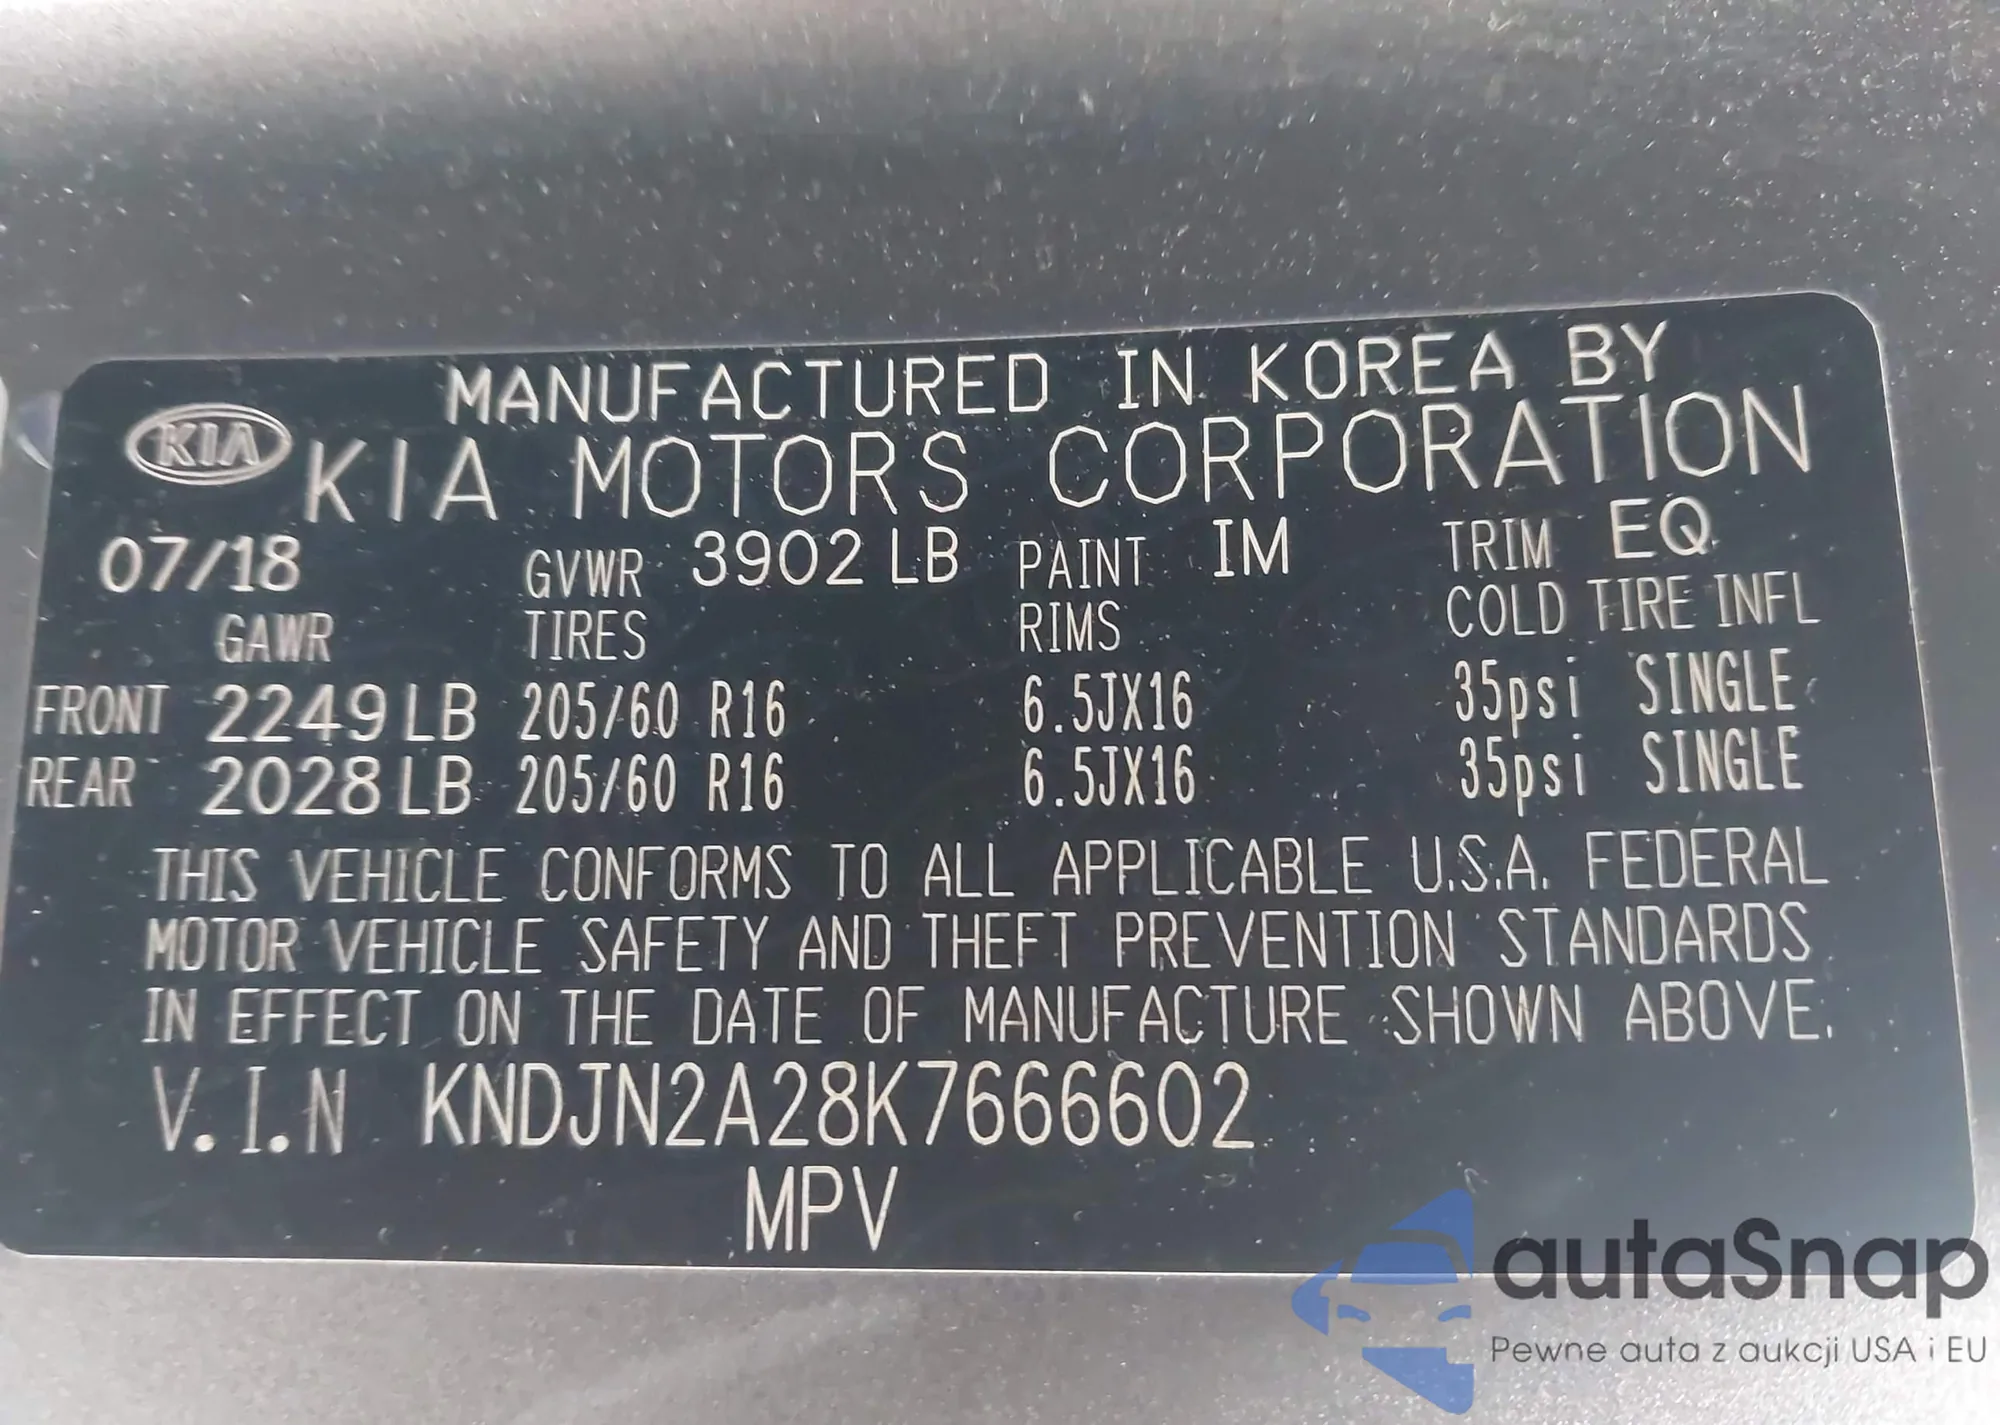 MANUFACTURED IN KOREA BY
KIA KIA MOTORS CORPORATION
07/18 GVWR 3902 LB PAINT IM TRIM EQ
GAWR TIRES RIMS COLD TIRE INFL
FRONT 2249 LB 205/60 R16 6.5JX16 35psi SINGLE
REAR 2028 LB 205/60 R16 6.5JX16 35psi SINGLE
THIS VEHICLE CONFORMS TO ALL APPLICABLE U.S.A. FEDERAL
MOTOR VEHICLE SAFETY AND THEFT PREVENTION STANDARDS
IN EFFECT ON THE DATE OF MANUFACTURE SHOWN ABOVE.
V.I.N KNDJN2A28K7666602
MPV
autaSnap
Pewne auta z aukcji USA i EU